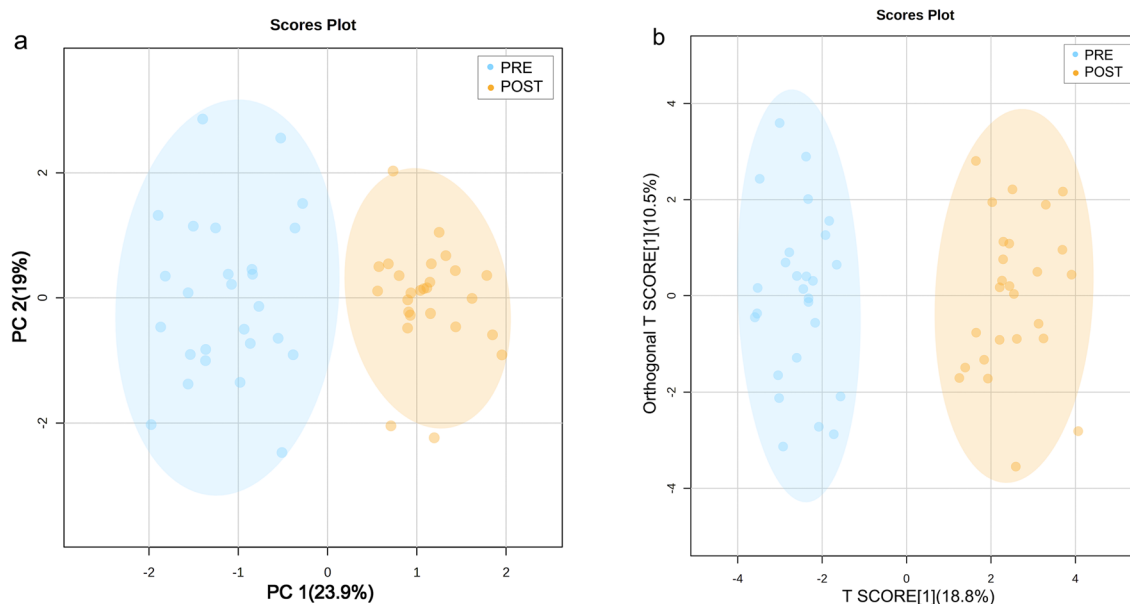 a
Scores Plot
PRE
POST
2
0
-2
PC 2(19%)
-2
-1
0
1
2
PC 1(23.9%)
b
Scores Plot
PRE
POST
4
2
0
-2
-4
Orthogonal T SCORE[1](10.5%)
-4
-2
0
2
4
T SCORE[1](18.8%)